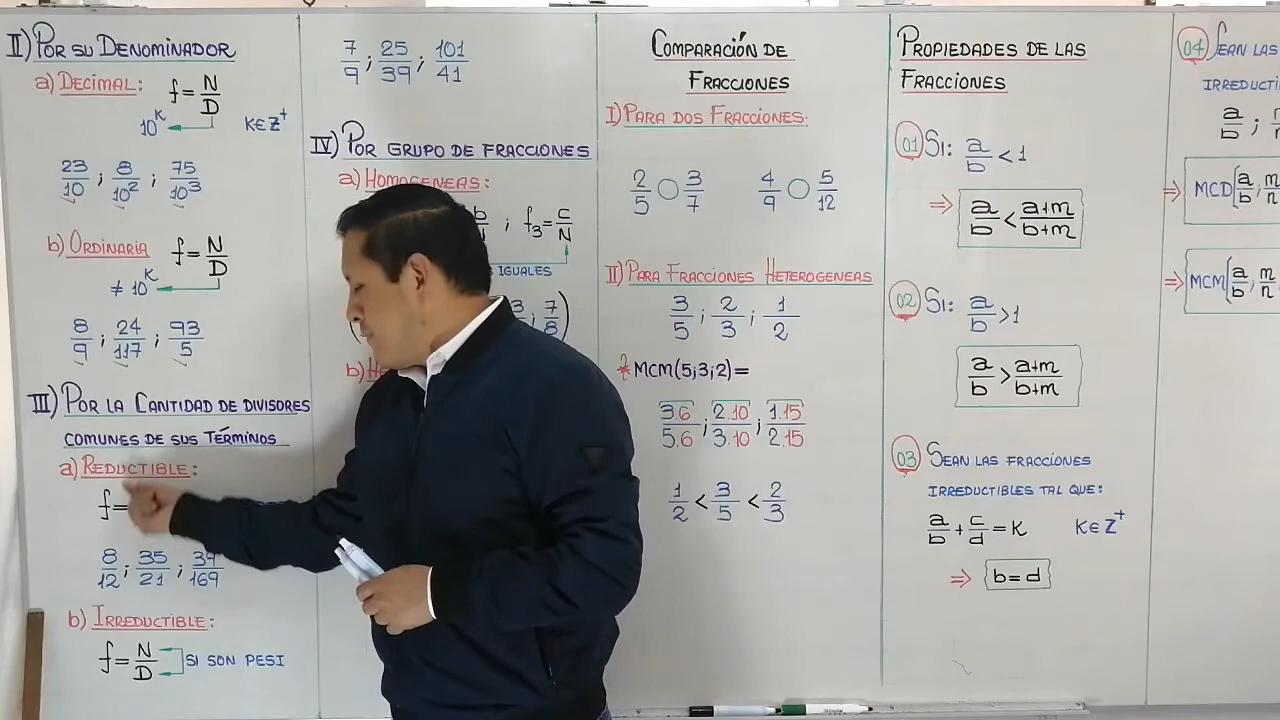 II) POR SU DENOMINADOR
a) DECIMAL: f = N/D
10^K K∈Z⁺
23/10 ; 8/10² ; 75/10³
b) ORDINARIA f = N/D
≠ 10^K
8/9 ; 24/117 ; 93/5
III) POR LA CANTIDAD DE DIVISORES
COMUNES DE SUS TÉRMINOS
a) REDUCTIBLE:
f=
8/12 ; 35/21 ; 39/169
b) IRREDUCTIBLE:
f = N/D SI SON PESI
7/9 ; 25/39 ; 101/41
IV) POR GRUPO DE FRACCIONES
a) HOMOGENEAS:
; f₃ = c/N
IGUALES
; 7/8 )
b)
COMPARACIÓN DE
FRACCIONES
I) PARA DOS FRACCIONES:
2/5 ○ 3/7 4/9 ○ 5/12
II) PARA FRACCIONES HETEROGENEAS
3/5 ; 2/3 ; 1/2
* MCM(5;3;2)=
3.6/5.6 ; 2.10/3.10 ; 1.15/2.15
1/2 < 3/5 < 2/3
PROPIEDADES DE LAS
FRACCIONES
01 SI: a/b < 1
⇒ a/b < a+m/b+m
02 SI: a/b > 1
a/b > a+m/b+m
03 SEAN LAS FRACCIONES
IRREDUCTIBLES TAL QUE:
a/b + c/d = K K∈Z⁺
⇒ b = d
04 SEAN LAS
a/b ;
⇒ MCD[a/b ; m/n
⇒ MCM[a/b ; m/n